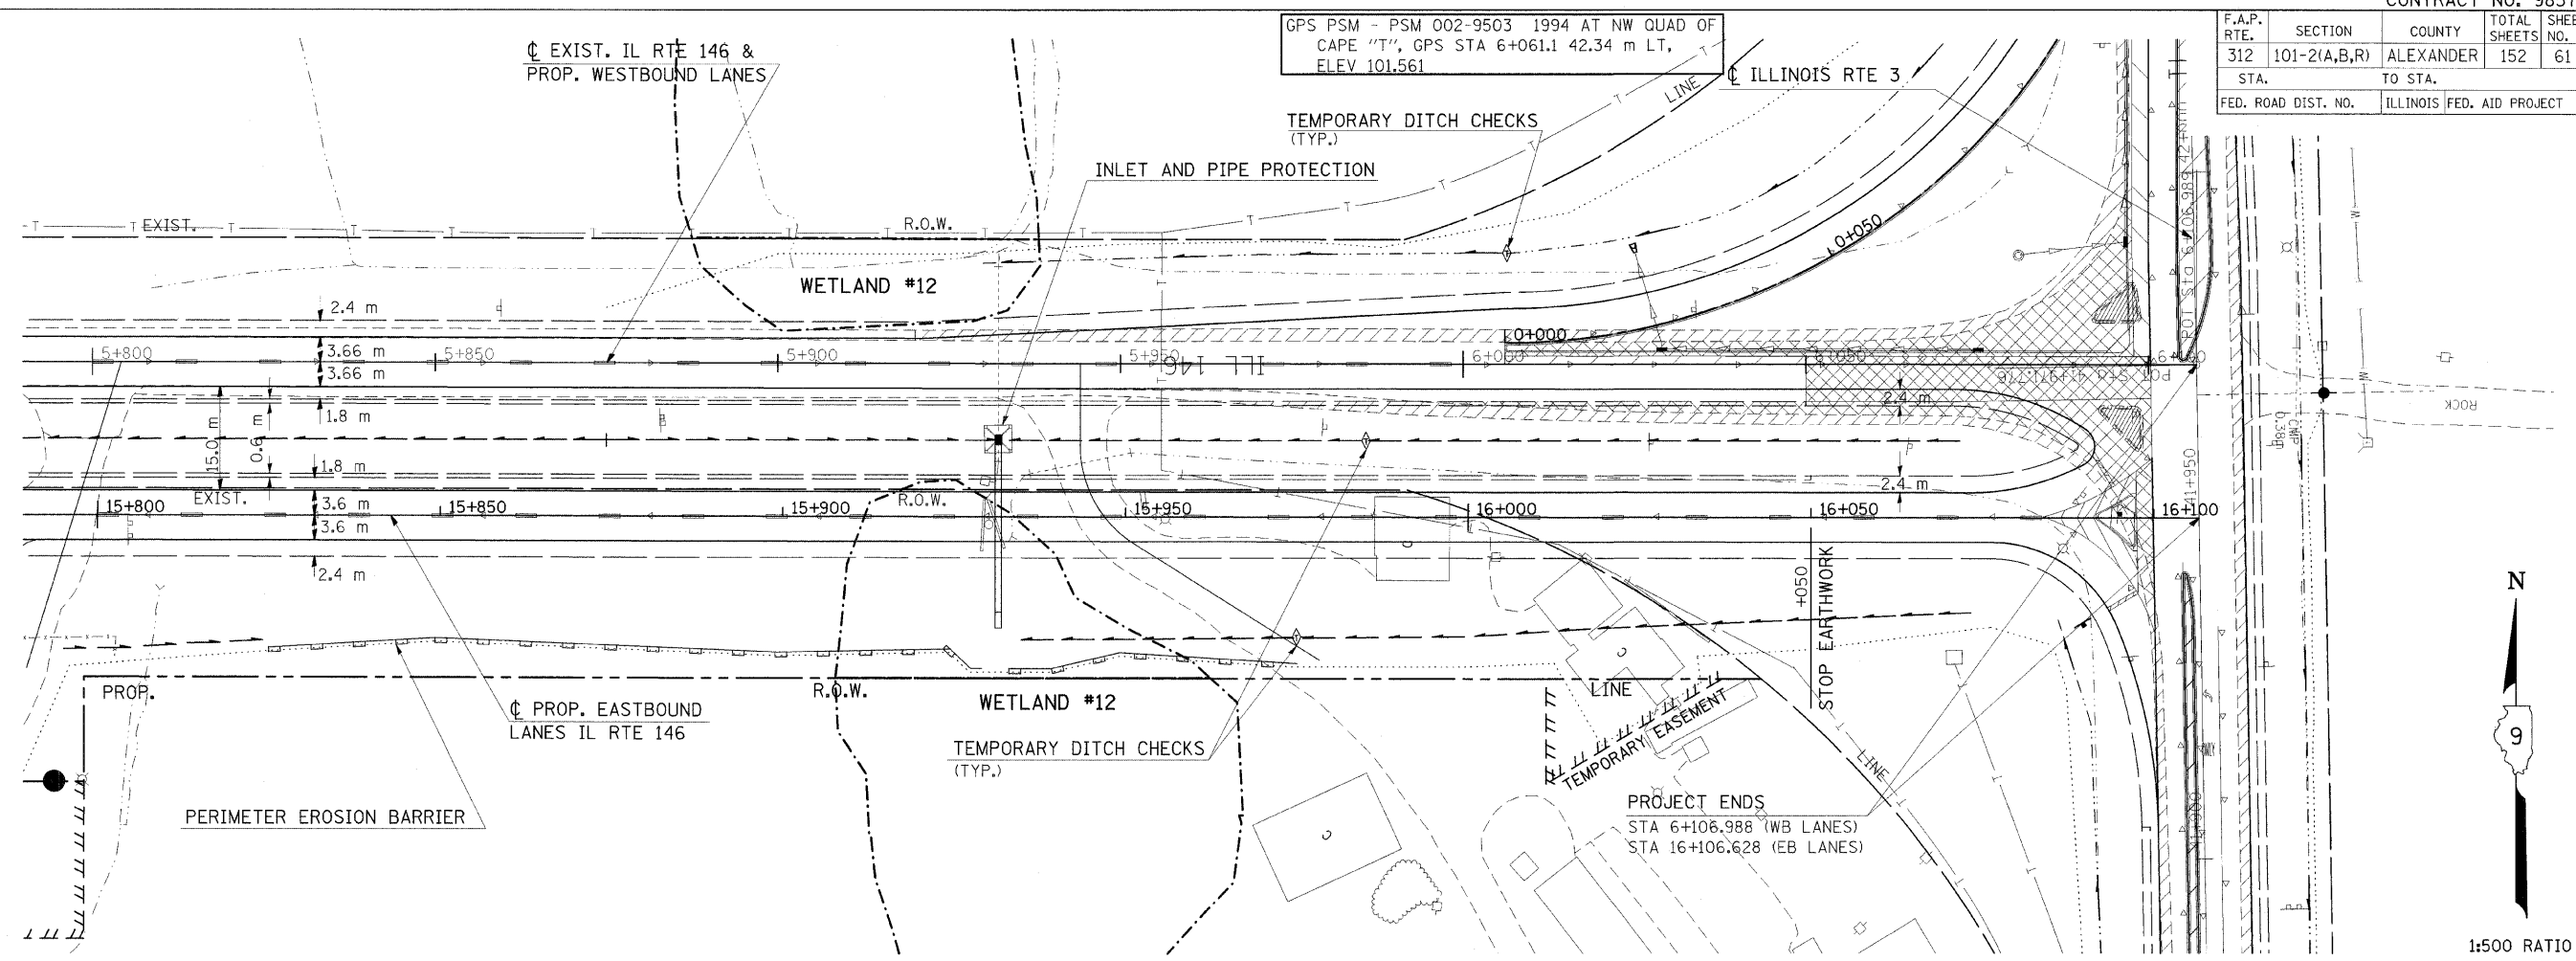 F.A.P. RTE. SECTION COUNTY TOTAL SHEETS
312 101-2(A,B,R) ALEXANDER 152 61
STA. TO STA.
FED. ROAD DIST. NO. ILLINOIS FED. AID PROJECT
GPS PSM - PSM 002-9503 1994 AT NW QUAD OF
CAPE "T", GPS STA 6+061.1 42.34 m LT,
ELEV 101.561
℄ EXIST. IL RTE 146 &
PROP. WESTBOUND LANES
℄ ILLINOIS RTE 3
LINE
TEMPORARY DITCH CHECKS
(TYP.)
INLET AND PIPE PROTECTION
EXIST.
R.O.W.
0+050
WETLAND #12
2.4 m
3.66 m
3.66 m
5+800
5+850
5+900
5+950
ILL 146
6+000
0+000
6+050
1.8 m
15.0 m
0.6 m
1.8 m
2.4 m
2.4 m
ROCK
CMP
EXIST.
R.O.W.
3.6 m
3.6 m
2.4 m
15+800
15+850
15+900
15+950
16+000
16+050
16+100
41+950
+050
STOP EARTHWORK
PROP.
R.O.W.
LINE
WETLAND #12
℄ PROP. EASTBOUND
LANES IL RTE 146
TEMPORARY DITCH CHECKS
(TYP.)
TEMPORARY EASEMENT
LINE
PERIMETER EROSION BARRIER
PROJECT ENDS
STA 6+106.988 (WB LANES)
STA 16+106.628 (EB LANES)
N
9
1:500 RATIO